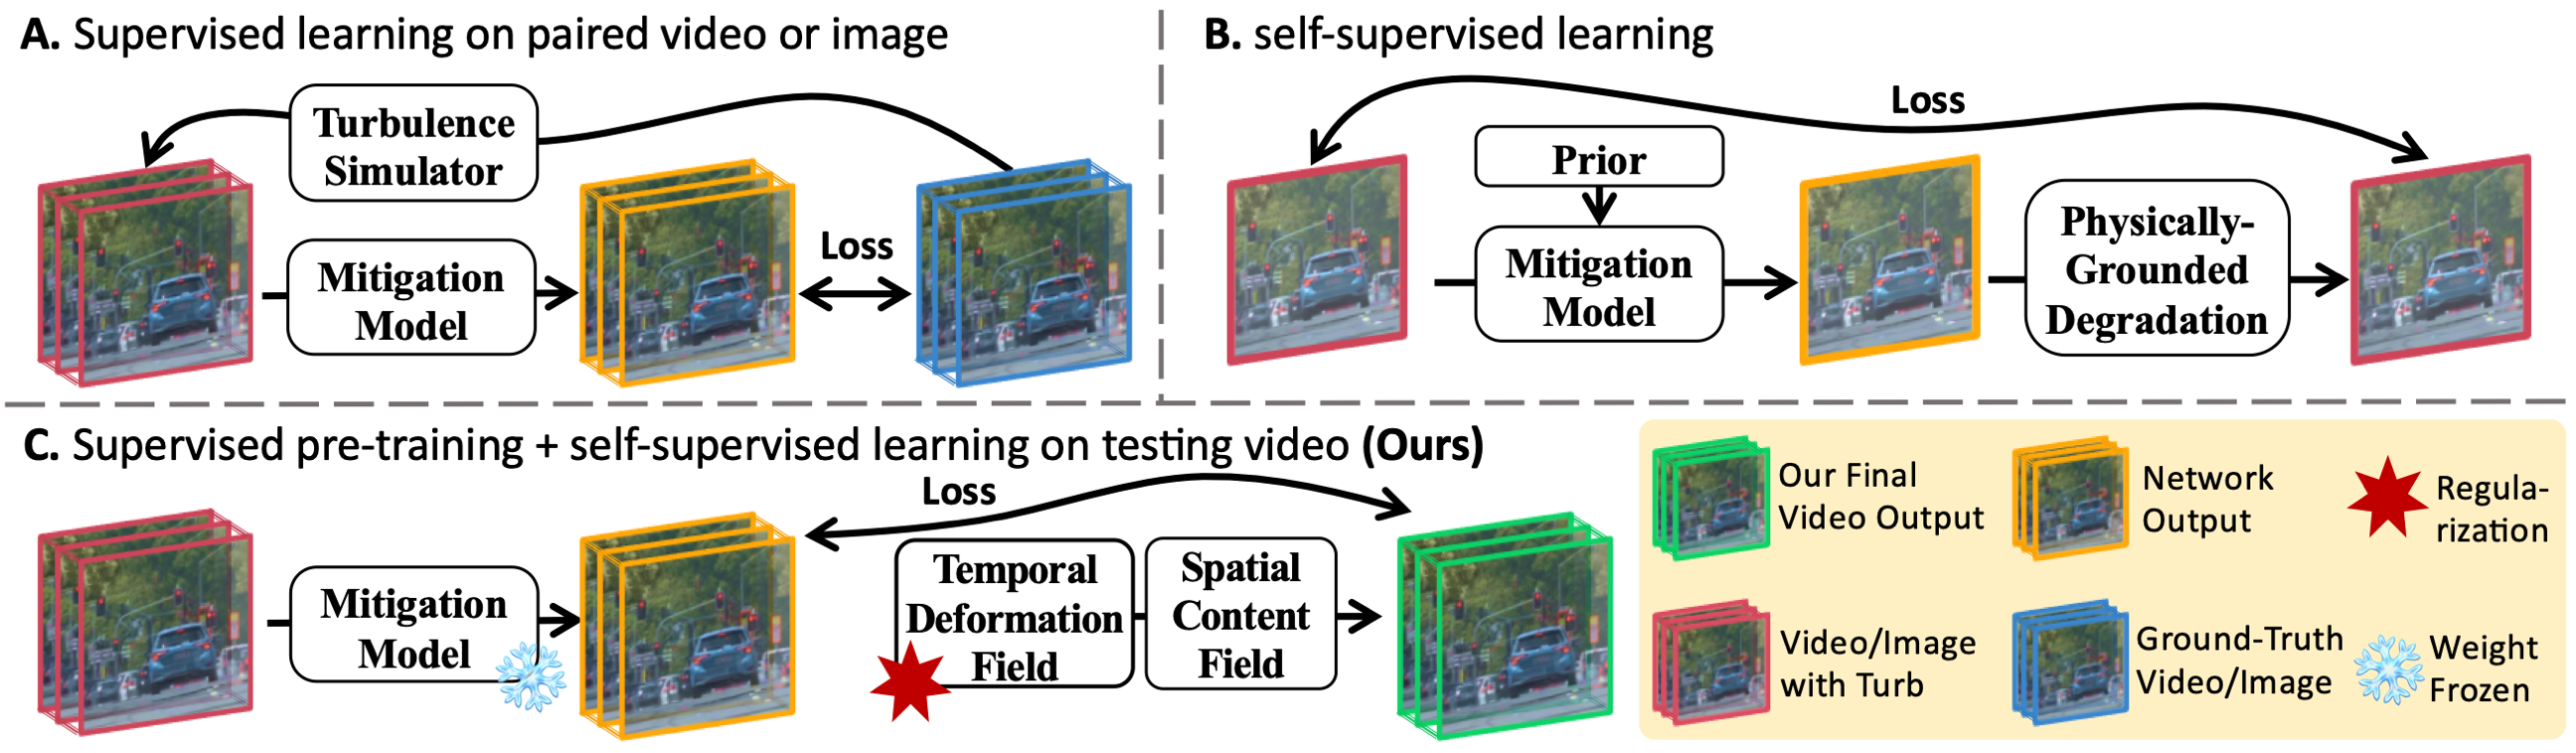 A. Supervised learning on paired video or image
Turbulence
Simulator
Mitigation
Model
Loss
B. self-supervised learning
Loss
Prior
Mitigation
Model
Physically-
Grounded
Degradation
C. Supervised pre-training + self-supervised learning on testing video (Ours)
Loss
Mitigation
Model
Temporal
Deformation
Field
Spatial
Content
Field
Our Final
Video Output
Network
Output
Regula-
rization
Video/Image
with Turb
Ground-Truth
Video/Image
Weight
Frozen